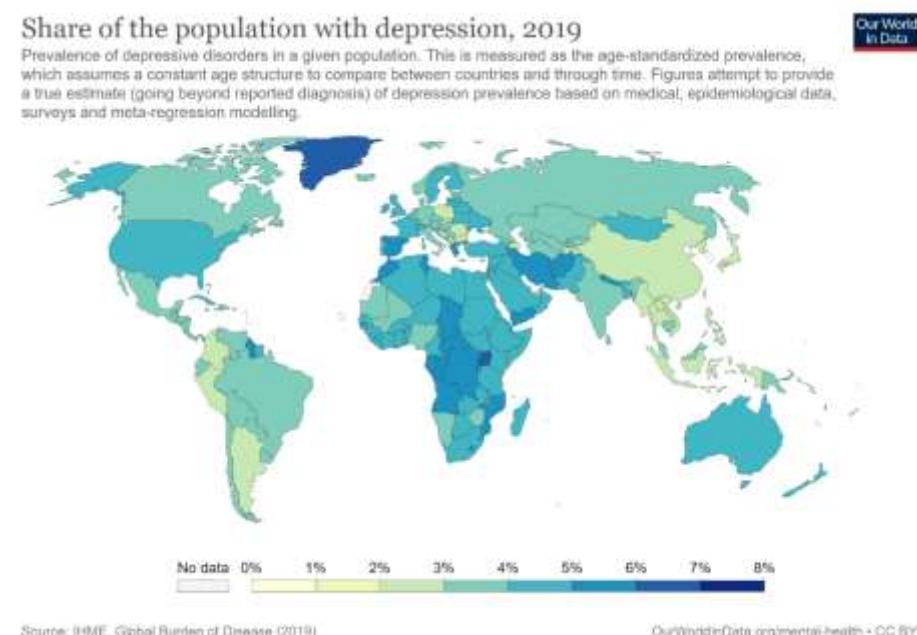 Share of the population with depression, 2019
Our World
in Data
Prevalence of depressive disorders in a given population. This is measured as the age-standardized prevalence,
which assumes a constant age structure to compare between countries and through time. Figures attempt to provide
a true estimate (going beyond reported diagnosis) of depression prevalence based on medical, epidemiological data,
surveys and meta-regression modelling.
No data 0% 1% 2% 3% 4% 5% 6% 7% 8%
Source: IHME, Global Burden of Disease (2019) OurWorldInData.org/mental-health • CC BY